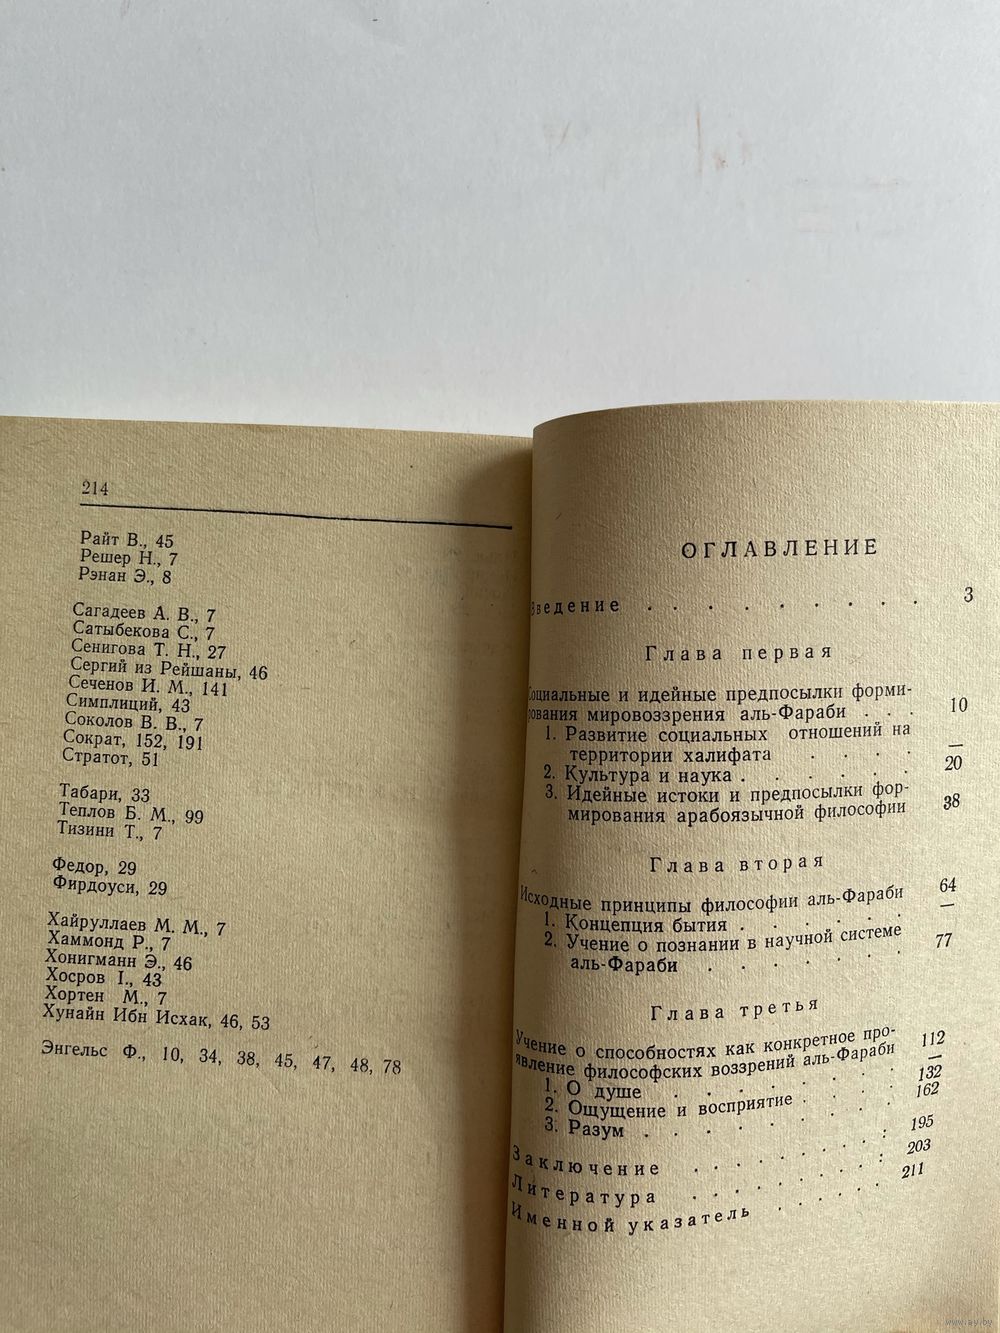 214
Райт В., 45
Решер Н., 7
Рэнан Э., 8
Сагадеев А. В., 7
Сатыбекова С., 7
Сенигова Т. Н., 27
Сергий из Рейшаны, 46
Сеченов И. М., 141
Симплиций, 43
Соколов В. В., 7
Сократ, 152, 191
Стратот, 51
Табари, 33
Теплов Б. М., 99
Тизини Т., 7
Федор, 29
Фирдоуси, 29
Хайруллаев М. М., 7
Хаммонд Р., 7
Хонигманн Э., 46
Хосров I., 43
Хортен М., 7
Хунайн Ибн Исхак, 46, 53
Энгельс Ф., 10, 34, 38, 45, 47, 48, 78
ОГЛАВЛЕНИЕ
Введение . . . . . . . . . 3
Глава первая
Социальные и идейные предпосылки форми-
рования мировоззрения аль-Фараби . . . 10
1. Развитие социальных отношений на
территории халифата . . . . —
2. Культура и наука . . . . . . 20
3. Идейные истоки и предпосылки фор-
мирования арабоязычной философии 38
Глава вторая
Исходные принципы философии аль-Фараби 64
1. Концепция бытия . . . . . . —
2. Учение о познании в научной системе
аль-Фараби . . . . . . . 77
Глава третья
Учение о способностях как конкретное про-
явление философских воззрений аль-Фараби 112
1. О душе . . . . . . . —
2. Ощущение и восприятие . . . . 132
3. Разум . . . . . . . . . 162
Заключение . . . . . . . . 195
Литература . . . . . . . . 203
Именной указатель . . . . . . 211
www.ay.by